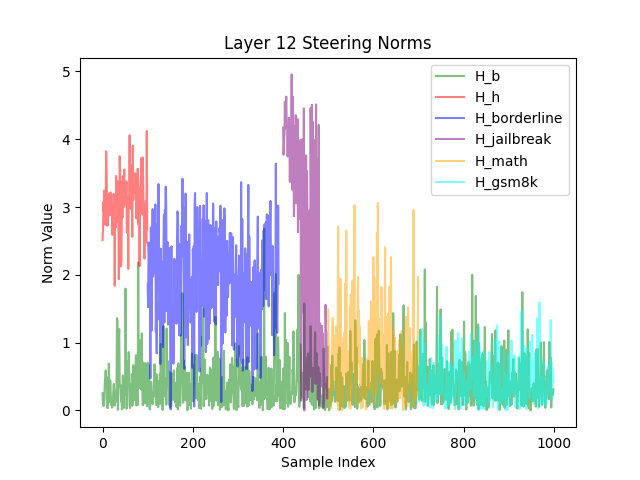 Layer 12 Steering Norms
H_b
H_h
H_borderline
H_jailbreak
H_math
H_gsm8k
Norm Value
5
4
3
2
1
0
0 200 400 600 800 1000
Sample Index